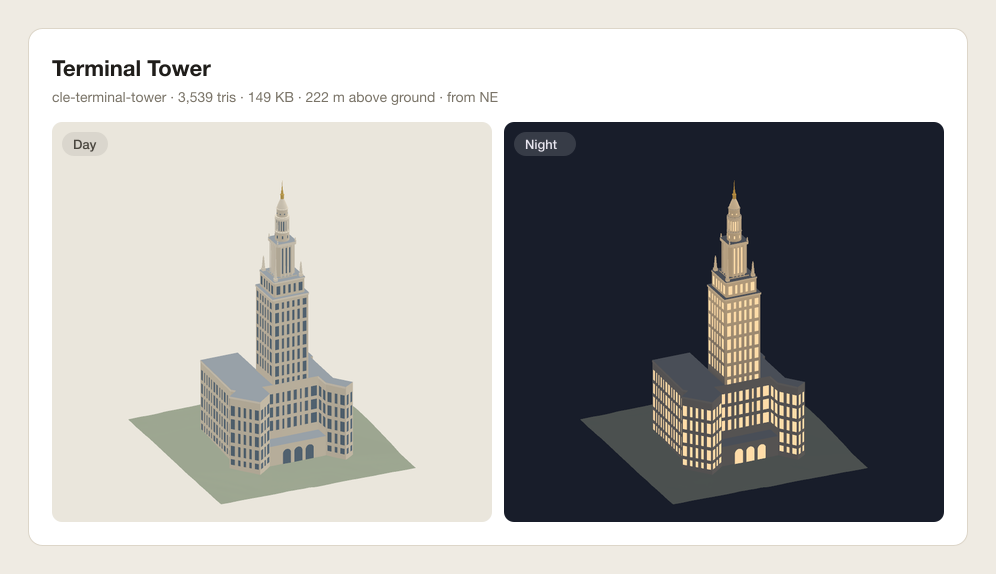 Terminal Tower
cle-terminal-tower · 3,539 tris · 149 KB · 222 m above ground · from NE
Day
Night